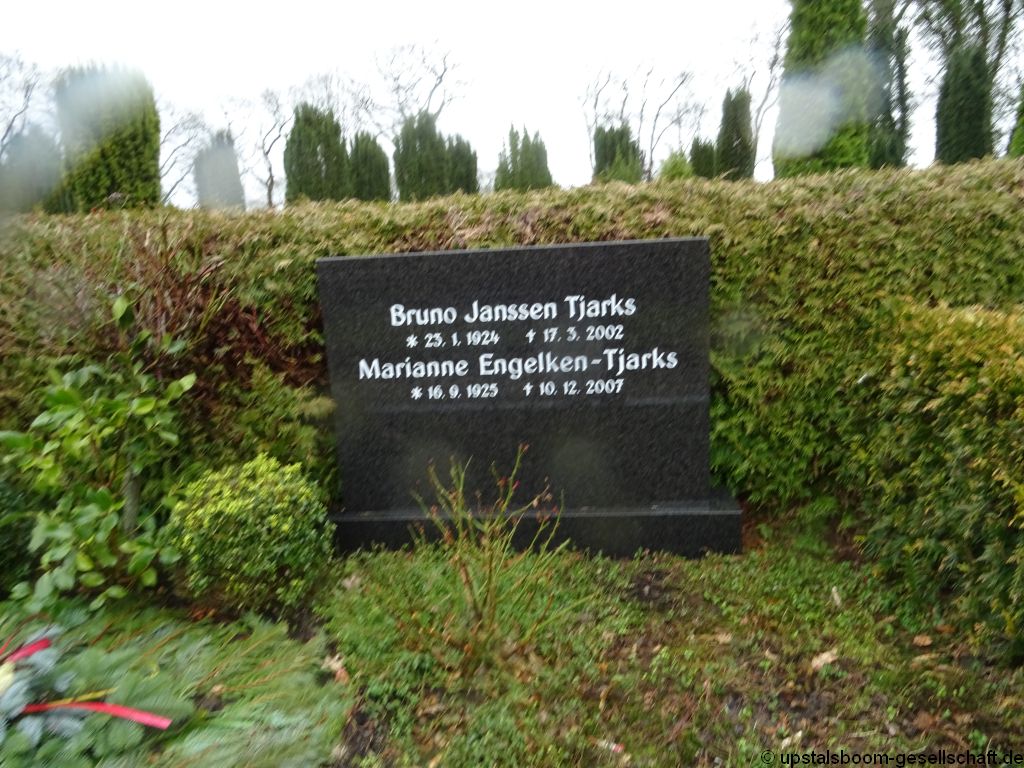 Bruno Janssen Tjarks
* 23. 1. 1924 † 17. 3. 2002
Marianne Engelken-Tjarks
* 16. 9. 1925 † 10. 12. 2007
© upstalsboom-gesellschaft.de